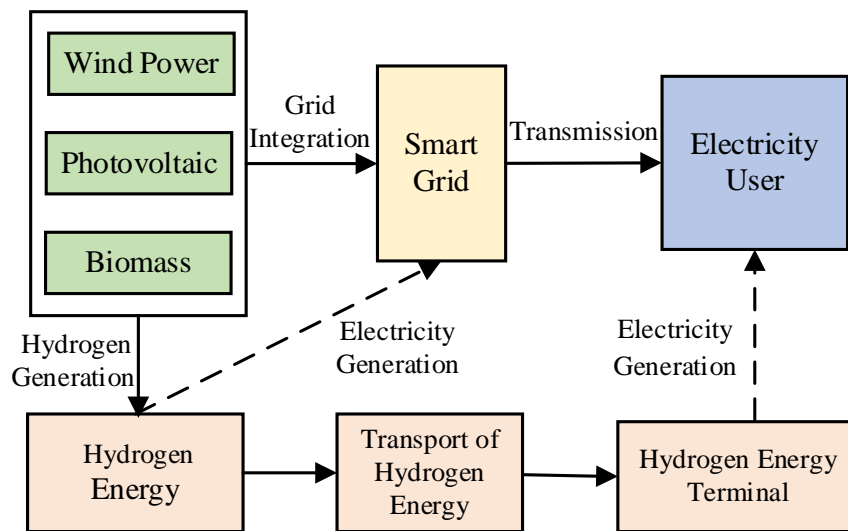 Wind Power
Photovoltaic
Biomass
Grid
Integration
Smart
Grid
Transmission
Electricity
User
Hydrogen
Generation
Electricity
Generation
Electricity
Generation
Hydrogen
Energy
Transport of
Hydrogen
Energy
Hydrogen Energy
Terminal